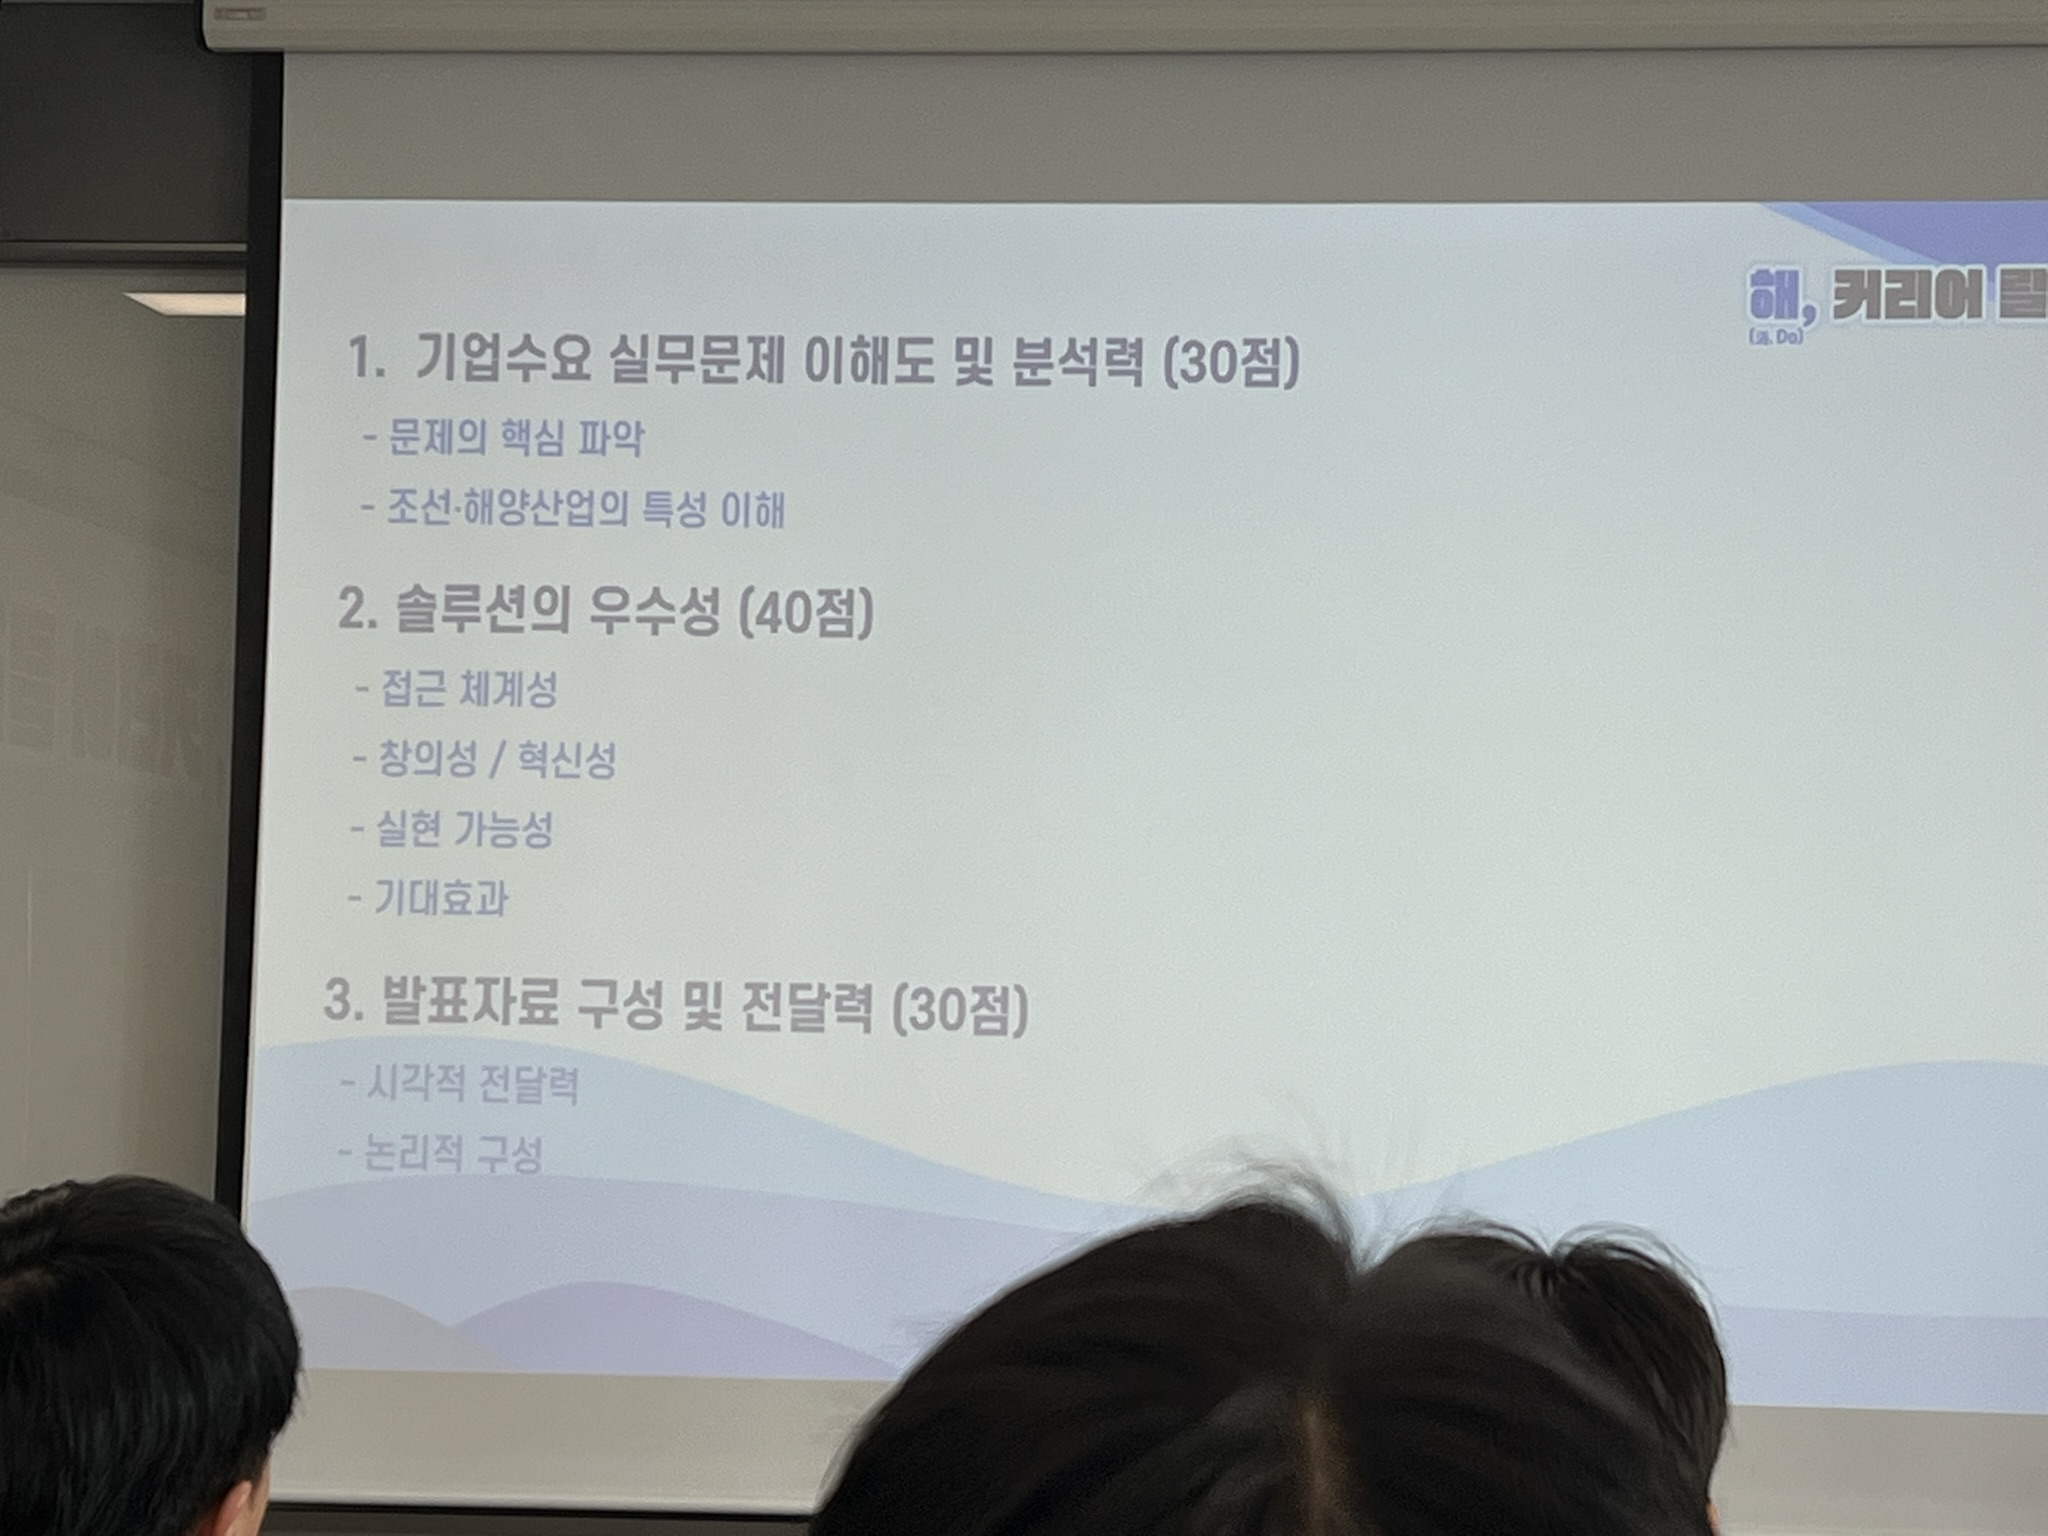 해, 커리어
(海, Do)
1. 기업수요 실무문제 이해도 및 분석력 (30점)
- 문제의 핵심 파악
- 조선·해양산업의 특성 이해
2. 솔루션의 우수성 (40점)
- 접근 체계성
- 창의성 / 혁신성
- 실현 가능성
- 기대효과
3. 발표자료 구성 및 전달력 (30점)
- 시각적 전달력
- 논리적 구성